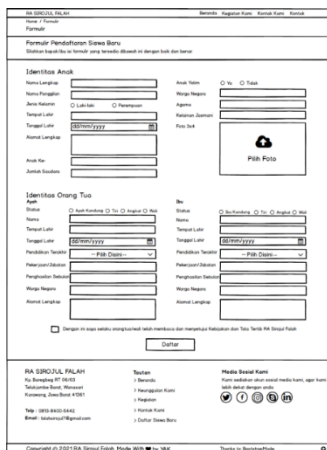 RA SIROJUL FALAH
Beranda Kegiatan Kami Kontak Kami Kontak
Home / Formulir
Formulir
Formulir Pendaftaran Siswa Baru
Silahkan bapak/ibu isi formulir yang tersedia dibawah ini dengan baik dan benar.
Identitas Anak
Nama Lengkap
Nama Panggilan
Jenis Kelamin Laki-laki Perempuan
Tempat Lahir
Tanggal Lahir dd/mm/yyyy
Alamat Lengkap
Anak Ke-
Jumlah Saudara
Anak Yatim Ya Tidak
Warga Negara
Agama
Kelainan Jasmani
Foto 3x4
Pilih Foto
Identitas Orang Tua
Ayah
Status Ayah Kandung Tiri Angkat Wali
Nama
Tempat Lahir
Tanggal Lahir dd/mm/yyyy
Pendidikan Terakhir -- Pilih Disini--
Pekerjaan/Jabatan
Penghasilan Sebulan
Warga Negara
Alamat Lengkap
Ibu
Status Ibu Kandung Tiri Angkat Wali
Nama
Tempat Lahir
Tanggal Lahir dd/mm/yyyy
Pendidikan Terakhir -- Pilih Disini--
Pekerjaan/Jabatan
Penghasilan Sebulan
Warga Negara
Alamat Lengkap
Dengan ini saya selaku orang tua/wali telah membaca dan menyetujui Kebijakan dan Tata Tertib RA Sirojul Falah
Daftar
RA SIROJUL FALAH
Karawang, Jawa Barat 41361
Telp : 0815-8430-5442
Tautan
> Beranda
> Keunggulan Kami
> Kegiatan
> Kontak Kami
> Daftar Siswa Baru
Media Sosial Kami
Kami sediakan akun sosial media kami, agar kami
lebih dekat dengan anda
Copyright © 2021 RA Sirojul Falah, Made With by YAK